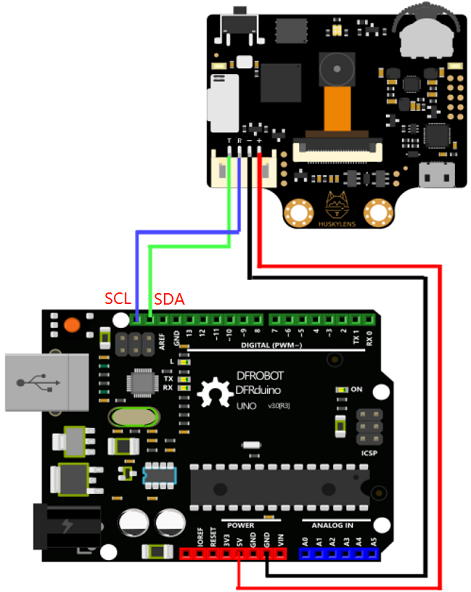 T R - +
HUSKYLENS
SCL SDA
AREF
GND
13
12
~11
~10
~9
8
7
~6
~5
4
~3
2
TX 1
RX 0
DIGITAL (PWM~)
L
TX
RX
DFROBOT
DFRduino
UNO v3.0[R3]
ON
ICSP
POWER
ANALOG IN
IOREF
RESET
3V3
5V
GND
GND
VIN
A0
A1
A2
A3
A4
A5